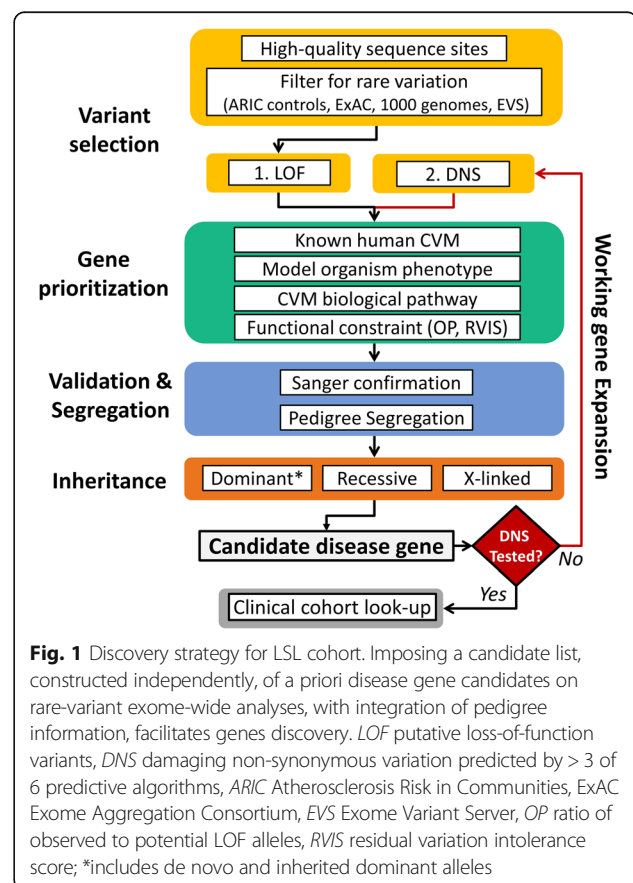 High-quality sequence sites
Filter for rare variation
(ARIC controls, ExAC, 1000 genomes, EVS)
Variant
selection
1. LOF
2. DNS
Known human CVM
Model organism phenotype
CVM biological pathway
Functional constraint (OP, RVIS)
Gene
prioritization
Working gene Expansion
Validation &
Segregation
Sanger confirmation
Pedigree Segregation
Inheritance
Dominant*
Recessive
X-linked
Candidate disease gene
DNS
Tested?
No
Yes
Clinical cohort look-up
Fig. 1 Discovery strategy for LSL cohort. Imposing a candidate list,
constructed independently, of a priori disease gene candidates on
rare-variant exome-wide analyses, with integration of pedigree
information, facilitates genes discovery. LOF putative loss-of-function
variants, DNS damaging non-synonymous variation predicted by > 3 of
6 predictive algorithms, ARIC Atherosclerosis Risk in Communities, ExAC
Exome Aggregation Consortium, EVS Exome Variant Server, OP ratio of
observed to potential LOF alleles, RVIS residual variation intolerance
score; *includes de novo and inherited dominant alleles